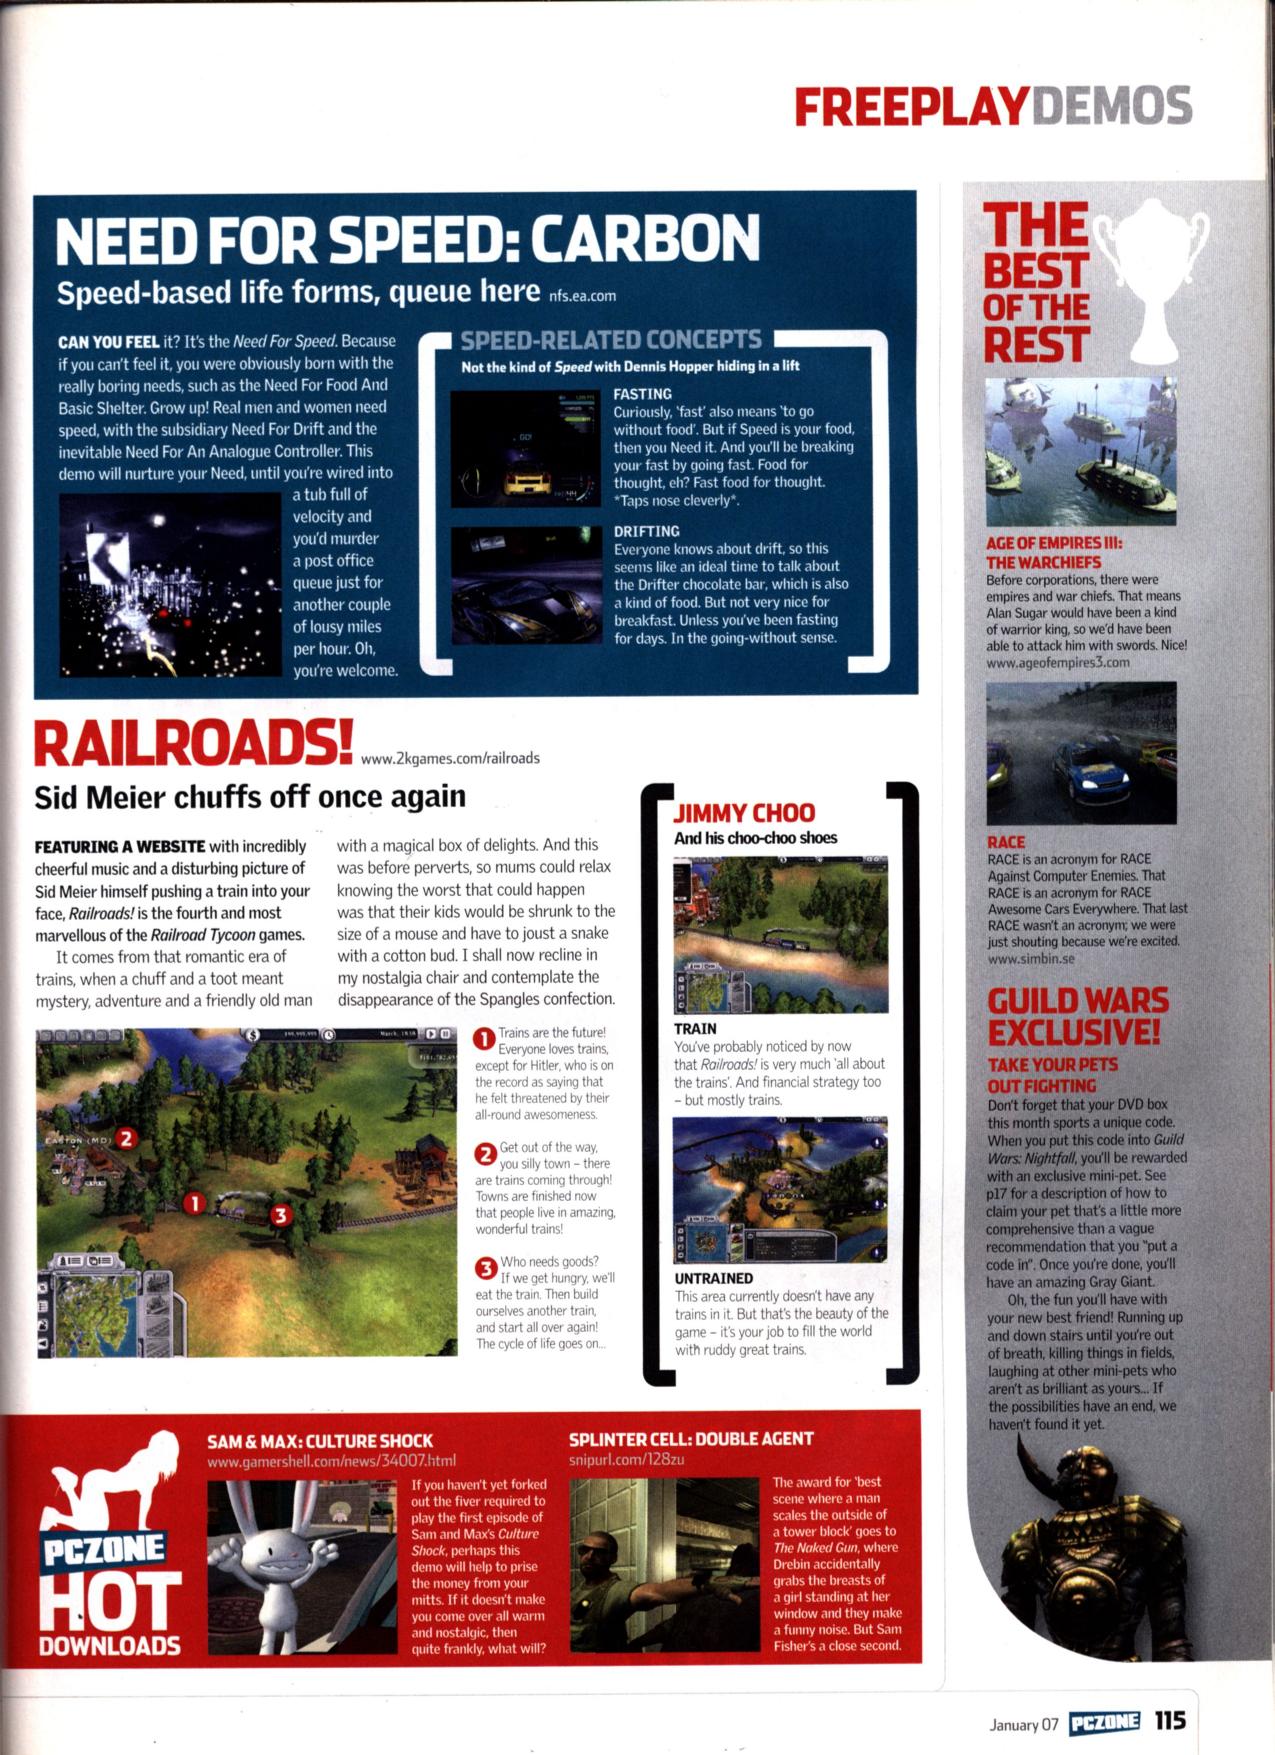 FREEPLAYDEMOS
NEED FOR SPEED: CARBON
Speed-based life forms, queue here nfs.ea.com
CAN YOU FEEL it? It's the Need For Speed. Because
if you can't feel it, you were obviously born with the
really boring needs, such as the Need For Food And
Basic Shelter. Grow up! Real men and women need
speed, with the subsidiary Need For Drift and the
inevitable Need For An Analogue Controller. This
demo will nurture your Need, until you're wired into
a tub full of
velocity and
you'd murder
a post office
queue just for
another couple
of lousy miles
per hour. Oh,
you're welcome.
SPEED-RELATED CONCEPTS
Not the kind of Speed with Dennis Hopper hiding in a lift
GO!
FASTING
Curiously, 'fast' also means 'to go
without food'. But if Speed is your food,
then you Need it. And you'll be breaking
your fast by going fast. Food for
thought, eh? Fast food for thought.
*Taps nose cleverly*.
DRIFTING
Everyone knows about drift, so this
seems like an ideal time to talk about
the Drifter chocolate bar, which is also
a kind of food. But not very nice for
breakfast. Unless you've been fasting
for days. In the going-without sense.
RAILROADS! www.2kgames.com/railroads
Sid Meier chuffs off once again
FEATURING A WEBSITE with incredibly
cheerful music and a disturbing picture of
Sid Meier himself pushing a train into your
face, Railroads! is the fourth and most
marvellous of the Railroad Tycoon games.
It comes from that romantic era of
trains, when a chuff and a toot meant
mystery, adventure and a friendly old man
with a magical box of delights. And this
was before perverts, so mums could relax
knowing the worst that could happen
was that their kids would be shrunk to the
size of a mouse and have to joust a snake
with a cotton bud. I shall now recline in
my nostalgia chair and contemplate the
disappearance of the Spangles confection.
EASTON (MD)
2
1
3
1 Trains are the future!
Everyone loves trains,
except for Hitler, who is on
the record as saying that
he felt threatened by their
all-round awesomeness.
2 Get out of the way,
you silly town – there
are trains coming through!
Towns are finished now
that people live in amazing,
wonderful trains!
3 Who needs goods?
If we get hungry, we'll
eat the train. Then build
ourselves another train,
and start all over again!
The cycle of life goes on...
JIMMY CHOO
And his choo-choo shoes
TRAIN
You've probably noticed by now
that Railroads! is very much 'all about
the trains'. And financial strategy too
– but mostly trains.
UNTRAINED
This area currently doesn't have any
trains in it. But that's the beauty of the
game – it's your job to fill the world
with ruddy great trains.
PCZONE
HOT
DOWNLOADS
SAM & MAX: CULTURE SHOCK
www.gamershell.com/news/34007.html
If you haven't yet forked
out the fiver required to
play the first episode of
Sam and Max's Culture
Shock, perhaps this
demo will help to prise
the money from your
mitts. If it doesn't make
you come over all warm
and nostalgic, then
quite frankly, what will?
SPLINTER CELL: DOUBLE AGENT
snipurl.com/128zu
The award for 'best
scene where a man
scales the outside of
a tower block' goes to
The Naked Gun, where
Drebin accidentally
grabs the breasts of
a girl standing at her
window and they make
a funny noise. But Sam
Fisher's a close second.
THE
BEST
OF THE
REST
AGE OF EMPIRES III:
THE WARCHIEFS
Before corporations, there were
empires and war chiefs. That means
Alan Sugar would have been a kind
of warrior king, so we'd have been
able to attack him with swords. Nice!
www.ageofempires3.com
RACE
RACE is an acronym for RACE
Against Computer Enemies. That
RACE is an acronym for RACE
Awesome Cars Everywhere. That last
RACE wasn't an acronym; we were
just shouting because we're excited.
www.simbin.se
GUILD WARS
EXCLUSIVE!
TAKE YOUR PETS
OUT FIGHTING
Don't forget that your DVD box
this month sports a unique code.
When you put this code into Guild
Wars: Nightfall, you'll be rewarded
with an exclusive mini-pet. See
p17 for a description of how to
claim your pet that's a little more
comprehensive than a vague
recommendation that you "put a
code in". Once you're done, you'll
have an amazing Gray Giant.
Oh, the fun you'll have with
your new best friend! Running up
and down stairs until you're out
of breath, killing things in fields,
laughing at other mini-pets who
aren't as brilliant as yours... If
the possibilities have an end, we
haven't found it yet.
January 07 PCZONE 115